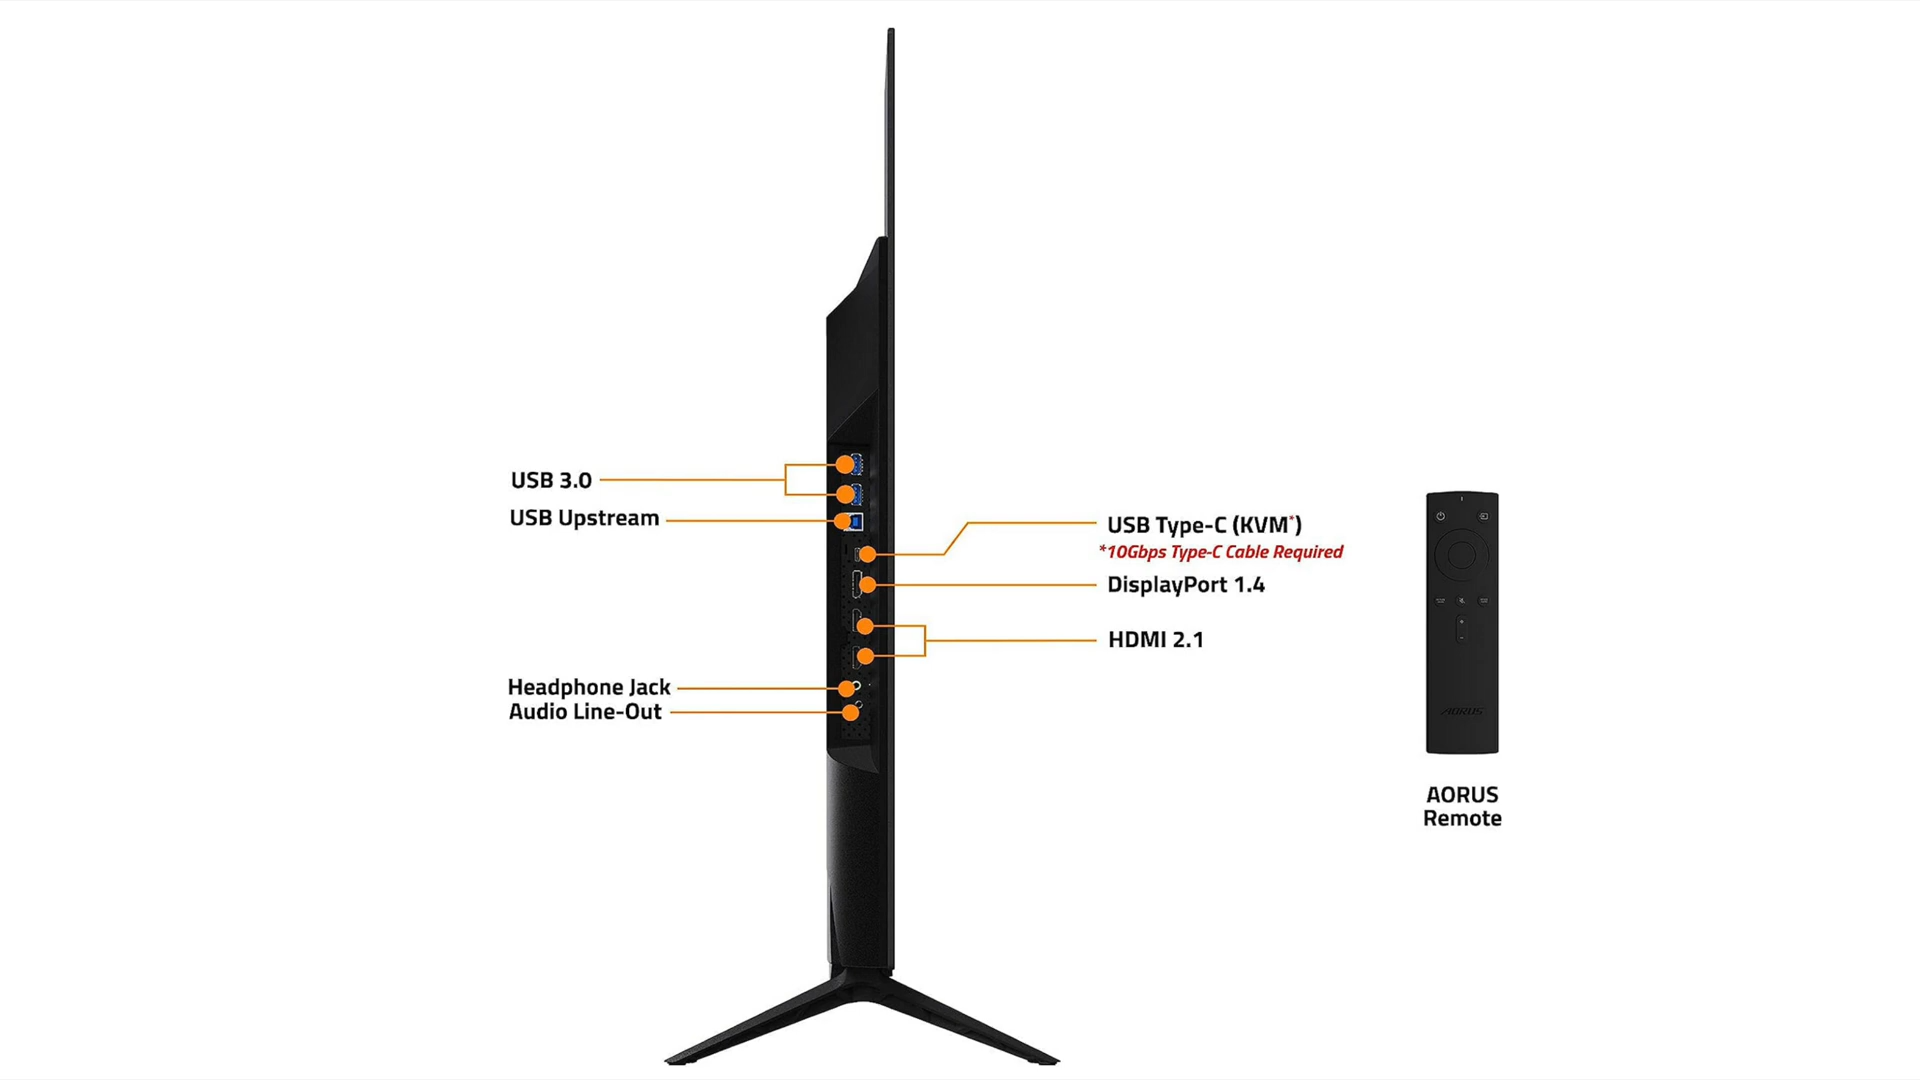 USB 3.0
USB Upstream
USB Type-C (KVM*)
*10Gbps Type-C Cable Required
DisplayPort 1.4
HDMI 2.1
Headphone Jack
Audio Line-Out
AORUS
AORUS
Remote